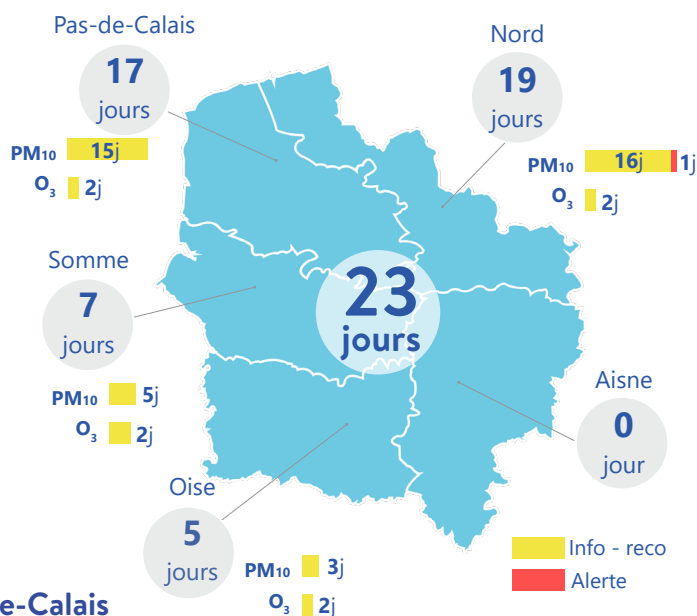 Pas-de-Calais
17
jours
PM10 15j
O3 2j
Nord
19
jours
PM10 16j 1j
O3 2j
Somme
7
jours
PM10 5j
O3 2j
23
jours
Aisne
0
jour
Oise
5
jours
PM10 3j
O3 2j
Info - reco
Alerte
e-Calais